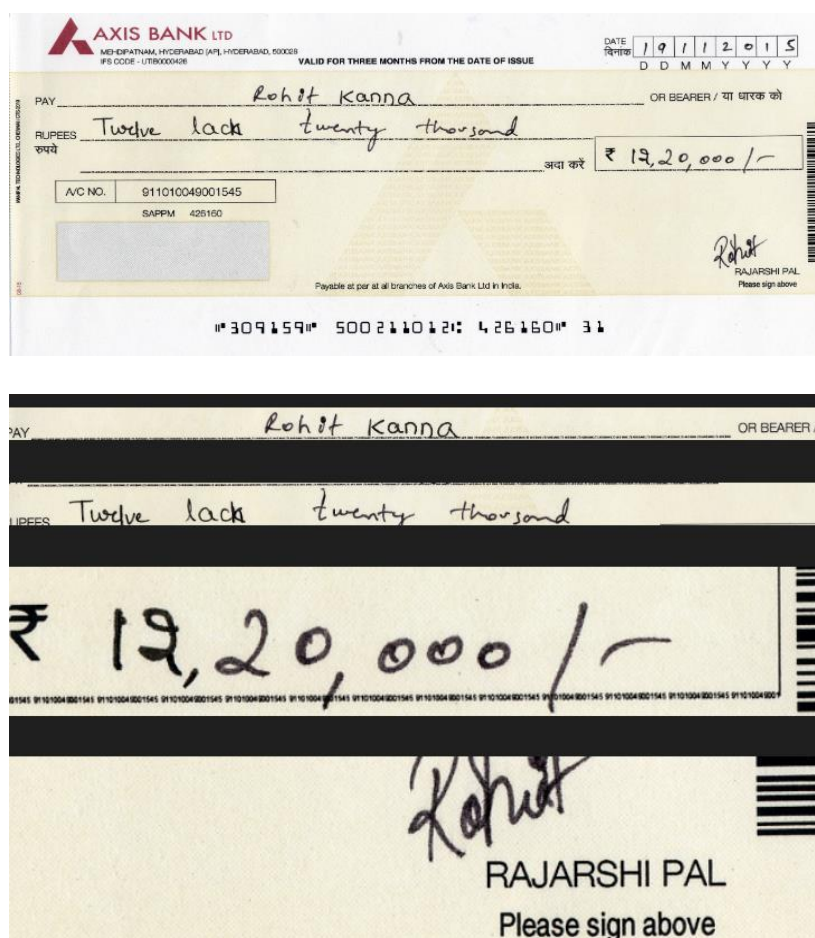 AXIS BANK LTD
MEHDIPATNAM, HYDERABAD [AP], HYDERABAD, 500028
IFS CODE - UTIB0000426
VALID FOR THREE MONTHS FROM THE DATE OF ISSUE
DATE
दिनांक
1 9 1 1 2 0 1 5
D D M M Y Y Y Y
PAY Rohit Kanna OR BEARER / या धारक को
RUPEES Twelve lack twenty thousand
रुपये
अदा करें ₹ 12,20,000/-
A/C NO. 911010049001545
SAPPM 426160
Rohit
RAJARSHI PAL
Please sign above
Payable at par at all branches of Axis Bank Ltd in India.
⑈309159⑈ 500211012⑆ 426160⑈ 31
PAY Rohit Kanna OR BEARER /
RUPEES Twelve lack twenty thousand
₹ 12,20,000/-
Rohit
RAJARSHI PAL
Please sign above